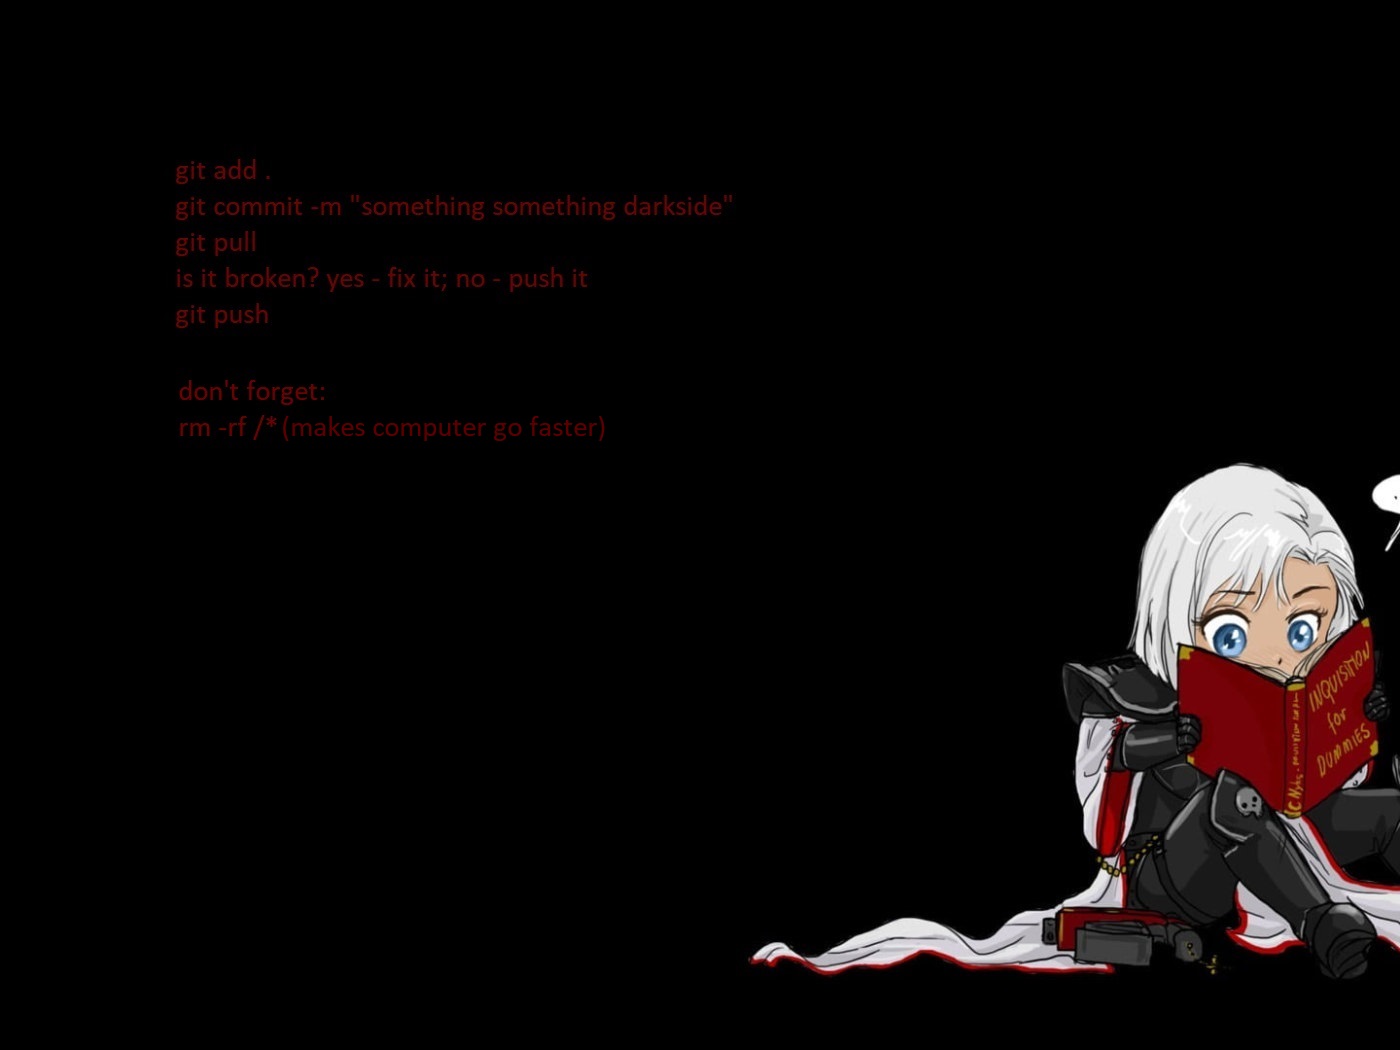 git add .
git commit -m "something something darkside"
git pull
is it broken? yes - fix it; no - push it
git push
don't forget:
rm -rf /* (makes computer go faster)
INQUISITION
for
DUMMIES